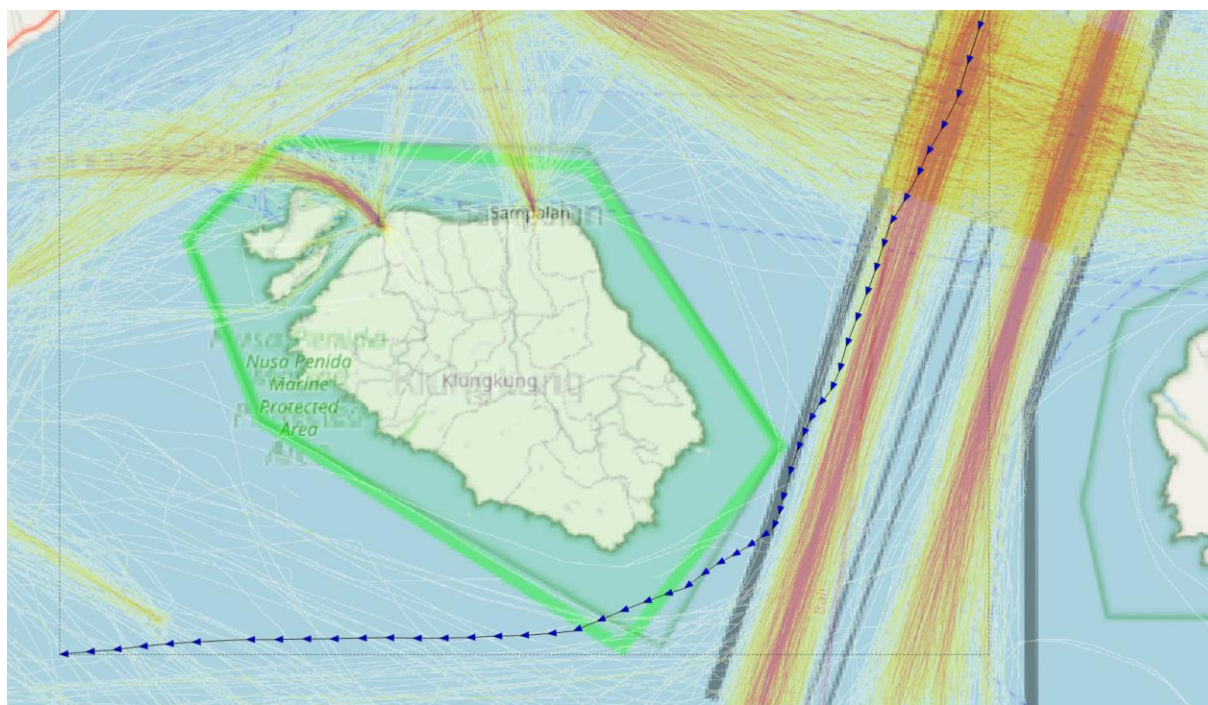 Sampalan
Nusa Penida
Marine
Protected
Area
Klungkung